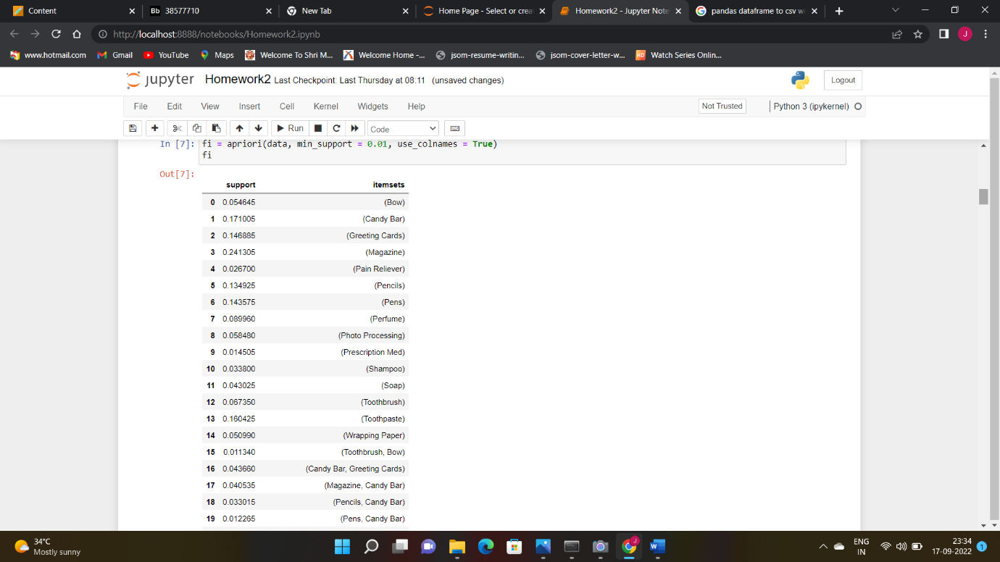 Content
Bb 38577710
New Tab
Home Page - Select or crea
Homework2 - Jupyter Note
pandas dataframe to csv w
http://localhost:8888/notebooks/Homework2.ipynb
J
www.hotmail.com
Gmail
YouTube
Maps
Welcome To Shri M...
Welcome Home -...
jsom-resume-writin...
jsom-cover-letter-w...
HD Watch Series Onlin...
jupyter Homework2 Last Checkpoint: Last Thursday at 08:11 (unsaved changes)
Logout
File Edit View Insert Cell Kernel Widgets Help
Not Trusted
Python 3 (ipykernel)
Run
Code
In [7]: fi = apriori(data, min_support = 0.01, use_colnames = True)
fi
Out[7]:
support itemsets
0 0.054645 (Bow)
1 0.171005 (Candy Bar)
2 0.146885 (Greeting Cards)
3 0.241305 (Magazine)
4 0.026700 (Pain Reliever)
5 0.134925 (Pencils)
6 0.143575 (Pens)
7 0.089960 (Perfume)
8 0.058480 (Photo Processing)
9 0.014505 (Prescription Med)
10 0.033800 (Shampoo)
11 0.043025 (Soap)
12 0.067350 (Toothbrush)
13 0.160425 (Toothpaste)
14 0.050990 (Wrapping Paper)
15 0.011340 (Toothbrush, Bow)
16 0.043660 (Candy Bar, Greeting Cards)
17 0.040535 (Magazine, Candy Bar)
18 0.033015 (Pencils, Candy Bar)
19 0.012265 (Pens, Candy Bar)
34°C
Mostly sunny
J
W
ENG
IN
23:34
17-09-2022
1